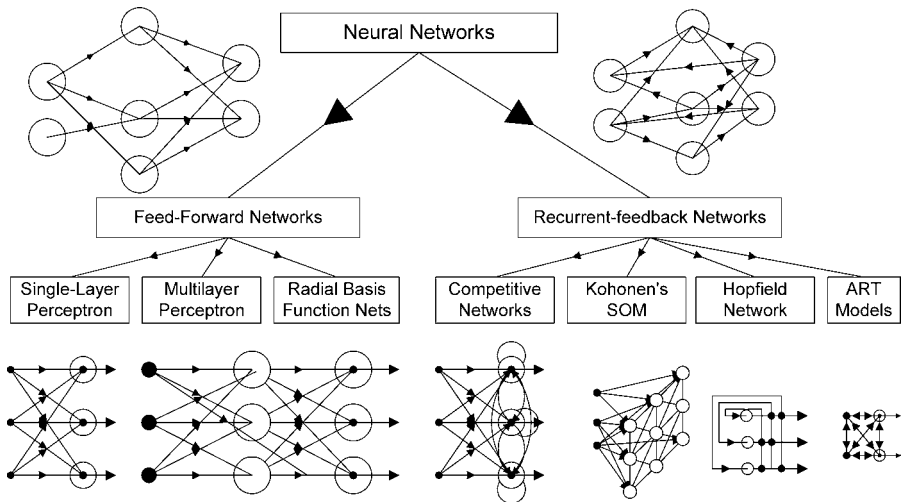 Neural Networks
Feed-Forward Networks
Recurrent-feedback Networks
Single-Layer
Perceptron
Multilayer
Perceptron
Radial Basis
Function Nets
Competitive
Networks
Kohonen's
SOM
Hopfield
Network
ART
Models